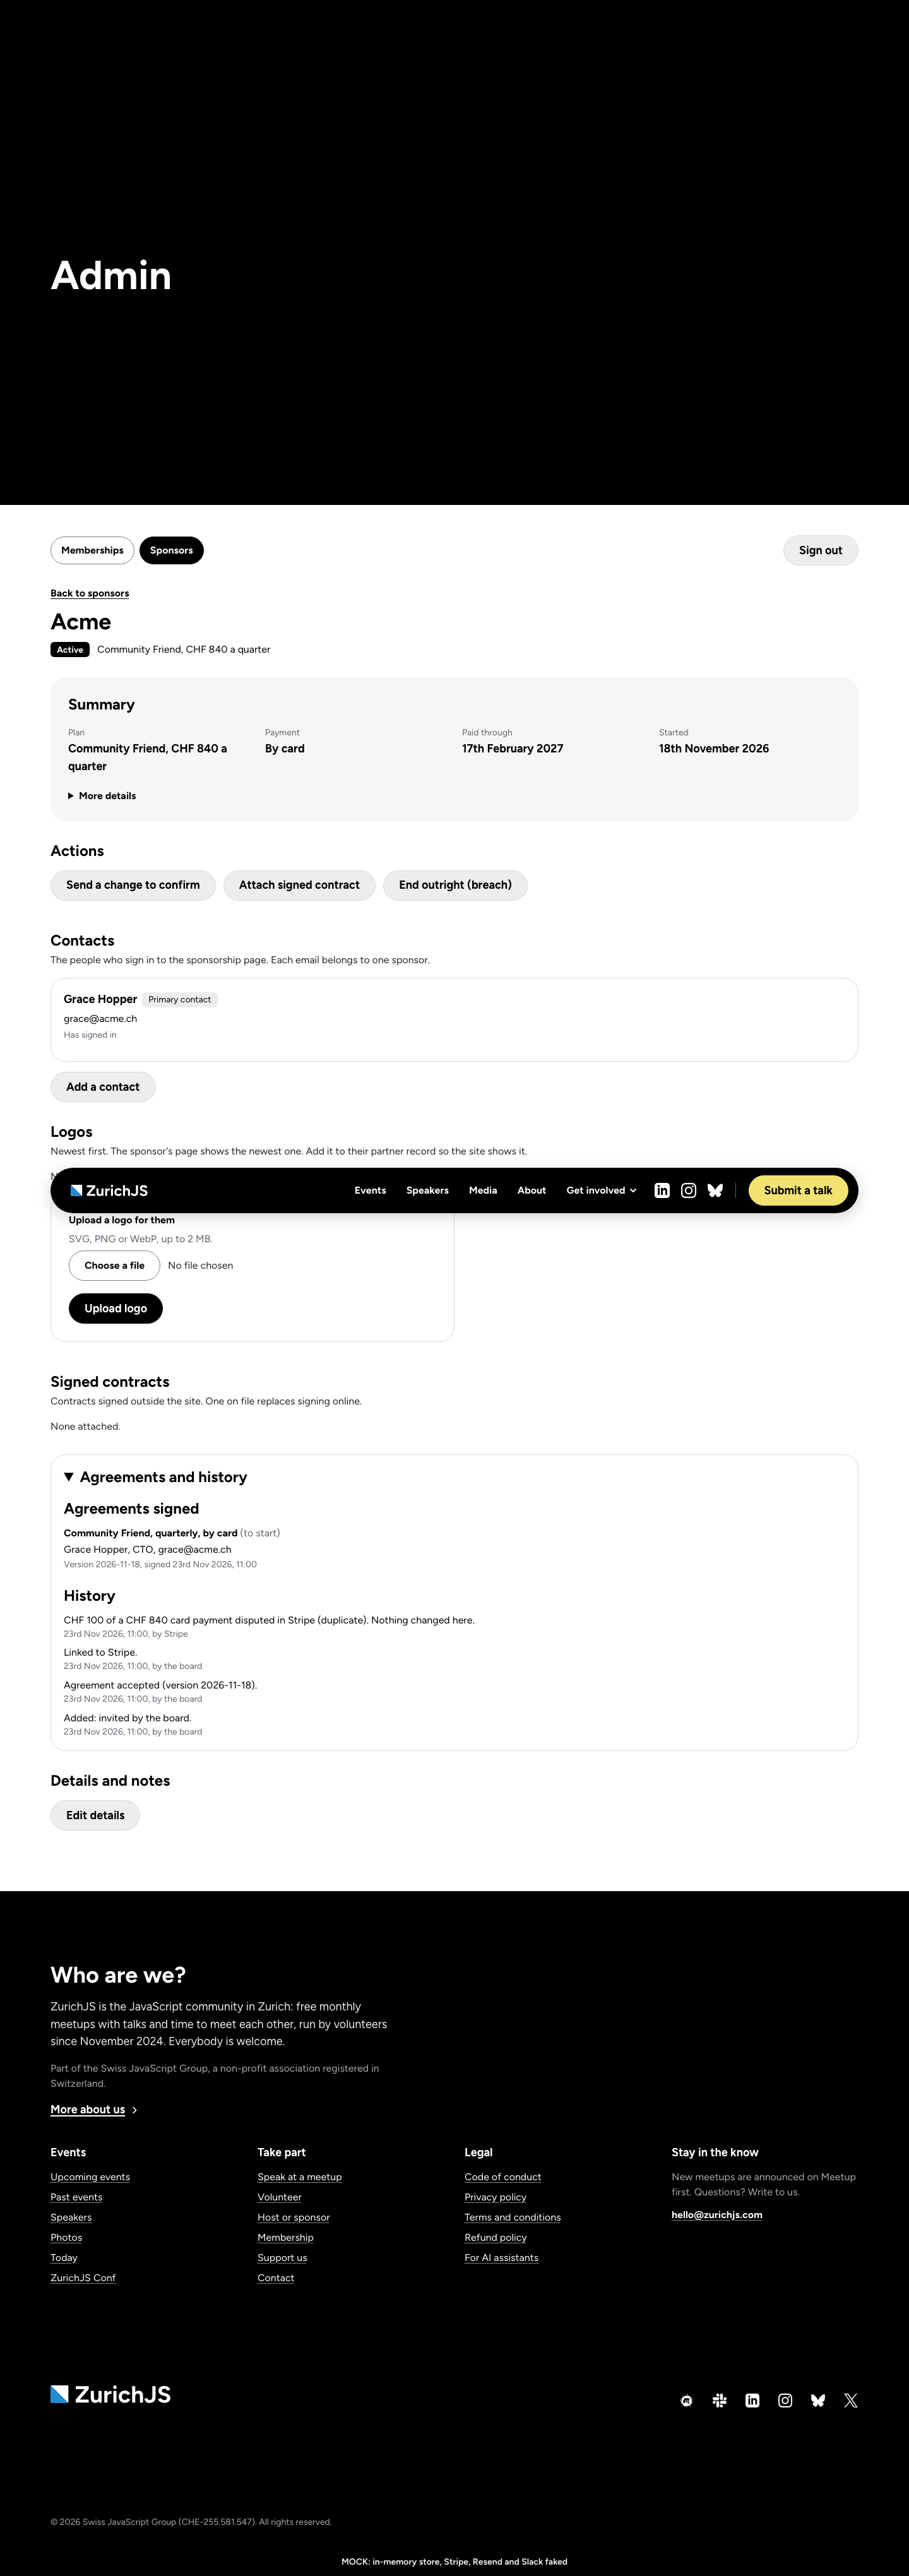 Admin
Memberships
Sponsors
Sign out
Back to sponsors
Acme
Active
Community Friend, CHF 840 a quarter
Summary
Plan
Community Friend, CHF 840 a
quarter
Payment
By card
Paid through
17th February 2027
Started
18th November 2026
More details
Actions
Send a change to confirm
Attach signed contract
End outright (breach)
Contacts
The people who sign in to the sponsorship page. Each email belongs to one sponsor.
Grace Hopper
Primary contact
grace@acme.ch
Has signed in
Add a contact
Logos
Newest first. The sponsor's page shows the newest one. Add it to their partner record so the site shows it.
ZurichJS
Events
Speakers
Media
About
Get involved
Submit a talk
Upload a logo for them
SVG, PNG or WebP, up to 2 MB.
Choose a file
No file chosen
Upload logo
Signed contracts
Contracts signed outside the site. One on file replaces signing online.
None attached.
Agreements and history
Agreements signed
Community Friend, quarterly, by card (to start)
Grace Hopper, CTO, grace@acme.ch
Version 2026-11-18, signed 23rd Nov 2026, 11:00
History
CHF 100 of a CHF 840 card payment disputed in Stripe (duplicate). Nothing changed here.
23rd Nov 2026, 11:00, by Stripe
Linked to Stripe.
23rd Nov 2026, 11:00, by the board
Agreement accepted (version 2026-11-18).
23rd Nov 2026, 11:00, by the board
Added: invited by the board.
23rd Nov 2026, 11:00, by the board
Details and notes
Edit details
Who are we?
ZurichJS is the JavaScript community in Zurich: free monthly
meetups with talks and time to meet each other, run by volunteers
since November 2024. Everybody is welcome.
Part of the Swiss JavaScript Group, a non-profit association registered in
Switzerland.
More about us
Events
Upcoming events
Past events
Speakers
Photos
Today
ZurichJS Conf
Take part
Speak at a meetup
Volunteer
Host or sponsor
Membership
Support us
Contact
Legal
Code of conduct
Privacy policy
Terms and conditions
Refund policy
For AI assistants
Stay in the know
New meetups are announced on Meetup
first. Questions? Write to us.
hello@zurichjs.com
ZurichJS
© 2026 Swiss JavaScript Group (CHE-255.581.547). All rights reserved.
MOCK: in-memory store, Stripe, Resend and Slack faked